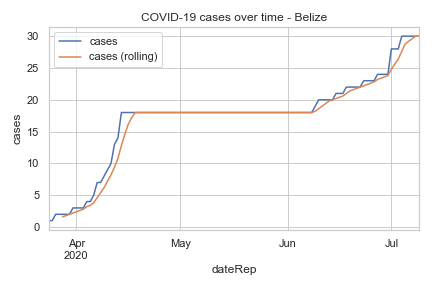 COVID-19 cases over time - Belize
cases
cases (rolling)
30
25
20
15
10
5
0
cases
Apr
2020
May
Jun
Jul
dateRep